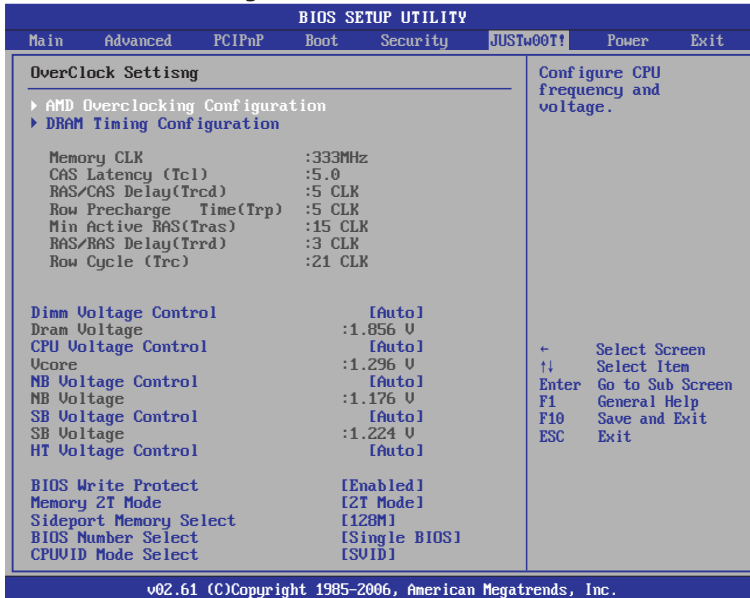 BIOS SETUP UTILITY
Main Advanced PCIPnP Boot Security JUSTw00T! Power Exit
OverClock Settisng
AMD Overclocking Configuration
DRAM Timing Configuration
Memory CLK :333MHz
CAS Latency (Tcl) :5.0
RAS/CAS Delay(Trcd) :5 CLK
Row Precharge Time(Trp) :5 CLK
Min Active RAS(Tras) :15 CLK
RAS/RAS Delay(Trrd) :3 CLK
Row Cycle (Trc) :21 CLK
Dimm Voltage Control [Auto]
Dram Voltage :1.856 V
CPU Voltage Control [Auto]
Vcore :1.296 V
NB Voltage Control [Auto]
NB Voltage :1.176 V
SB Voltage Control [Auto]
SB Voltage :1.224 V
HT Voltage Control [Auto]
BIOS Write Protect [Enabled]
Memory 2T Mode [2T Mode]
Sideport Memory Select [128M]
BIOS Number Select [Single BIOS]
CPUVID Mode Select [SVID]
Configure CPU
frequency and
voltage.
← Select Screen
↑↓ Select Item
Enter Go to Sub Screen
F1 General Help
F10 Save and Exit
ESC Exit
v02.61 (C)Copyright 1985-2006, American Megatrends, Inc.